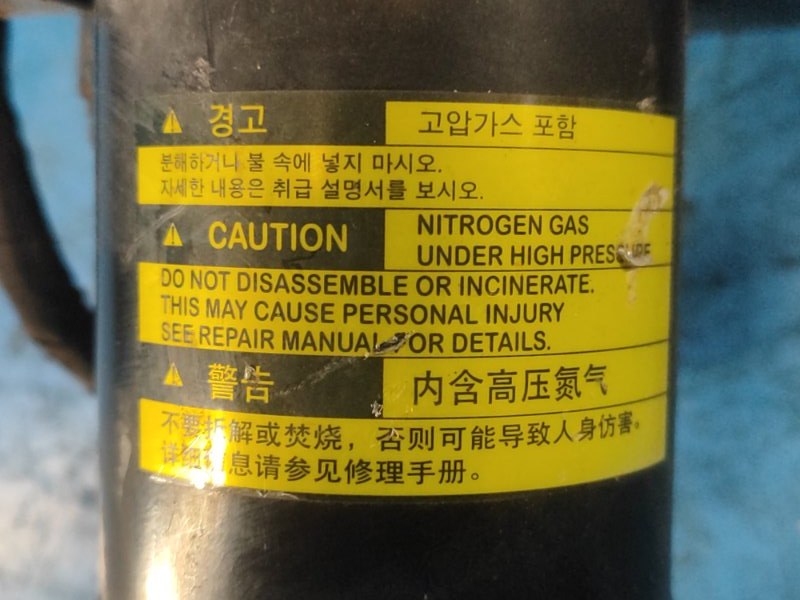 경고
고압가스 포함
분해하거나 불 속에 넣지 마시오.
자세한 내용은 취급 설명서를 보시오.
CAUTION
NITROGEN GAS
UNDER HIGH PRESSURE
DO NOT DISASSEMBLE OR INCINERATE.
THIS MAY CAUSE PERSONAL INJURY
SEE REPAIR MANUAL FOR DETAILS.
警告
内含高压氮气
不要拆解或焚烧，否则可能导致人身伤害。
详细信息请参见修理手册。